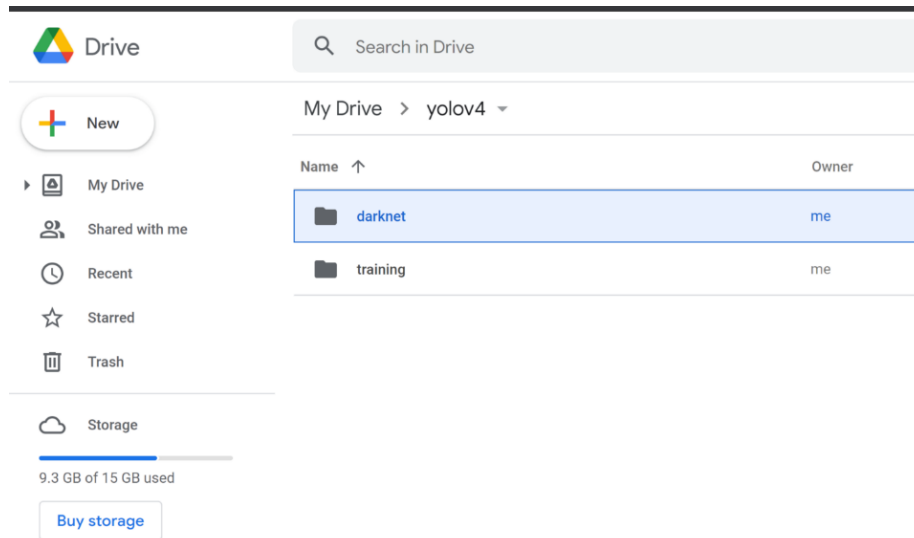 Drive
Search in Drive
New
My Drive
Shared with me
Recent
Starred
Trash
Storage
9.3 GB of 15 GB used
Buy storage
My Drive > yolov4
Name Owner
darknet me
training me